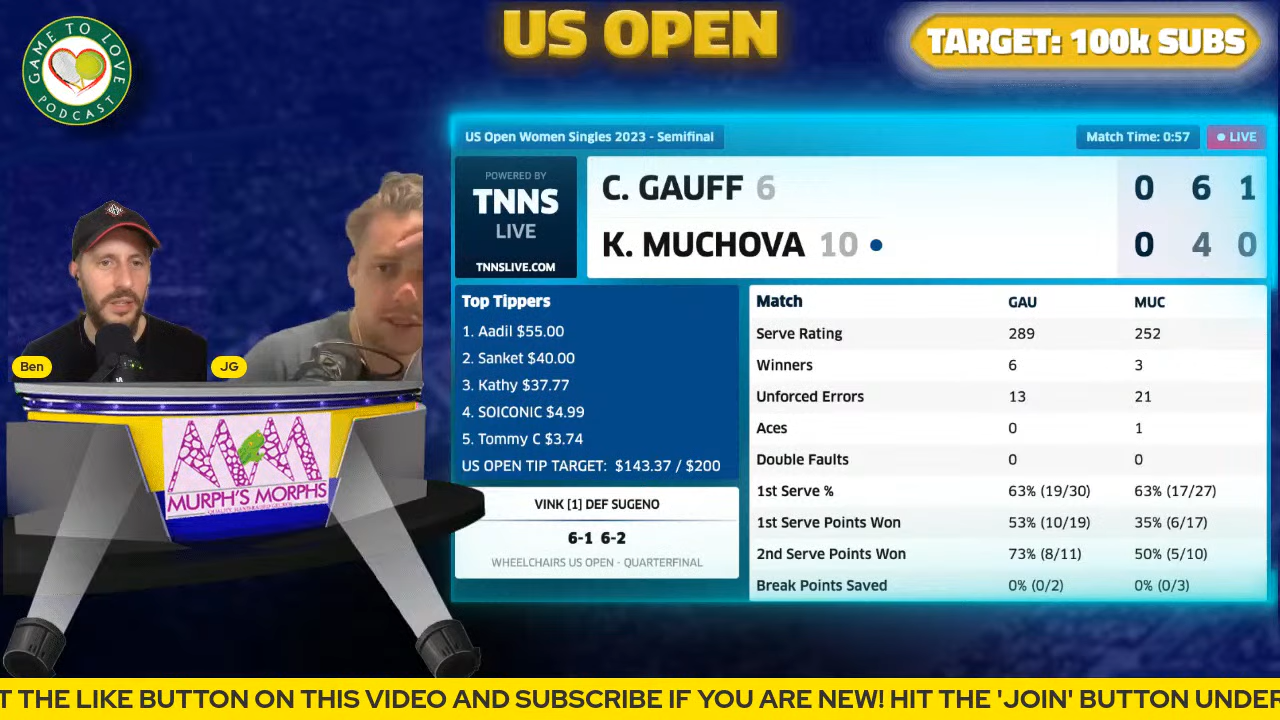 GAME TO LOVE
PODCAST
US OPEN
TARGET: 100k SUBS
US Open Women Singles 2023 - Semifinal
Match Time: 0:57
LIVE
POWERED BY
TNNS
LIVE
TNNSLIVE.COM
C. GAUFF 6 0 6 1
K. MUCHOVA 10 0 4 0
Top Tippers
1. Aadil $55.00
2. Sanket $40.00
3. Kathy $37.77
4. SOICONIC $4.99
5. Tommy C $3.74
US OPEN TIP TARGET: $143.37 / $200
VINK [1] DEF SUGENO
6-1 6-2
WHEELCHAIRS US OPEN - QUARTERFINAL
Match GAU MUC
Serve Rating 289 252
Winners 6 3
Unforced Errors 13 21
Aces 0 1
Double Faults 0 0
1st Serve % 63% (19/30) 63% (17/27)
1st Serve Points Won 53% (10/19) 35% (6/17)
2nd Serve Points Won 73% (8/11) 50% (5/10)
Break Points Saved 0% (0/2) 0% (0/3)
Ben
JG
MM
MURPH'S MORPHS
T THE LIKE BUTTON ON THIS VIDEO AND SUBSCRIBE IF YOU ARE NEW! HIT THE 'JOIN' BUTTON UNDER